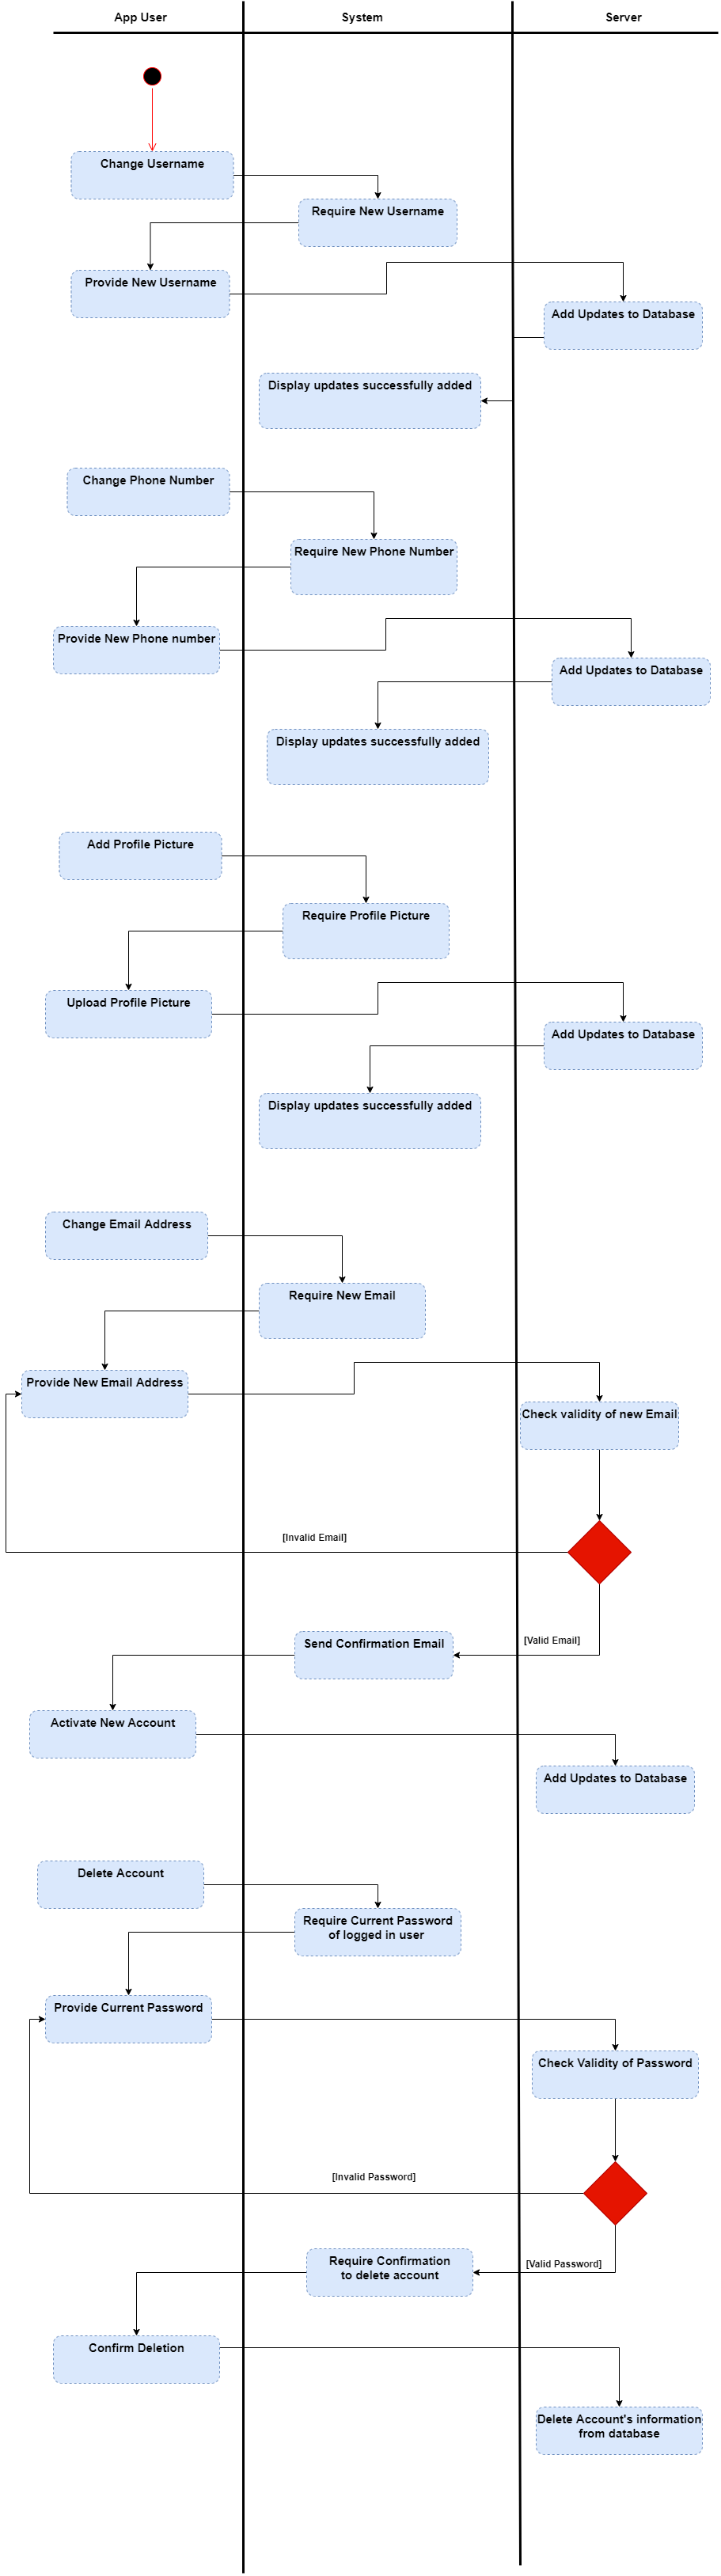 App User
System
Server
Change Username
Require New Username
Provide New Username
Add Updates to Database
Display updates successfully added
Change Phone Number
Require New Phone Number
Provide New Phone number
Add Updates to Database
Display updates successfully added
Add Profile Picture
Require Profile Picture
Upload Profile Picture
Add Updates to Database
Display updates successfully added
Change Email Address
Require New Email
Provide New Email Address
Check validity of new Email
[Invalid Email]
[Valid Email]
Send Confirmation Email
Activate New Account
Add Updates to Database
Delete Account
Require Current Password
of logged in user
Provide Current Password
Check Validity of Password
[Invalid Password]
[Valid Password]
Require Confirmation
to delete account
Confirm Deletion
Delete Account's information
from database